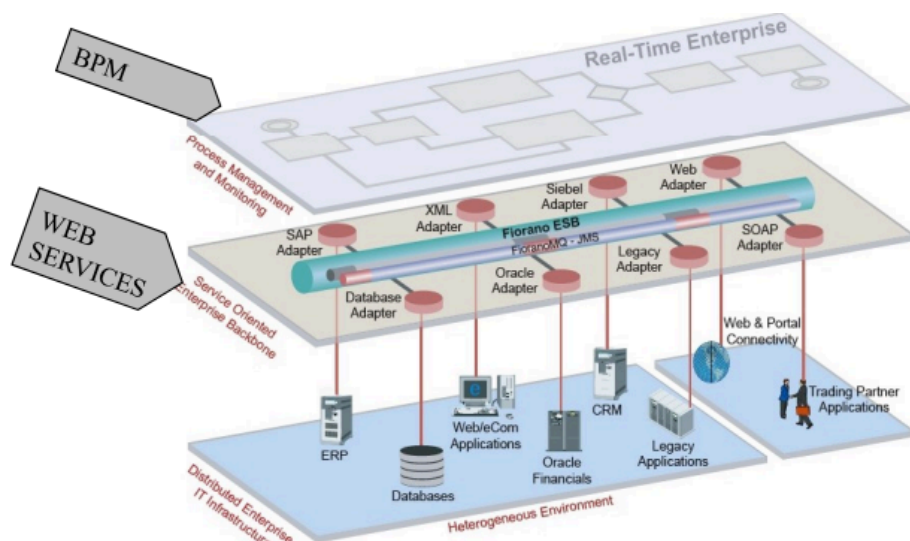 BPM
Real-Time Enterprise
Process Management
and Monitoring
WEB
SERVICES
SAP
Adapter
XML
Adapter
Siebel
Adapter
Web
Adapter
Fiorano ESB
FioranoMQ - JMS
Database
Adapter
Oracle
Adapter
Legacy
Adapter
SOAP
Adapter
Service Oriented
Enterprise Backbone
Web & Portal
Connectivity
ERP
Databases
Web/eCom
Applications
Oracle
Financials
CRM
Legacy
Applications
Trading Partner
Applications
Distributed Enterprise
IT Infrastructure
Heterogeneous Environment